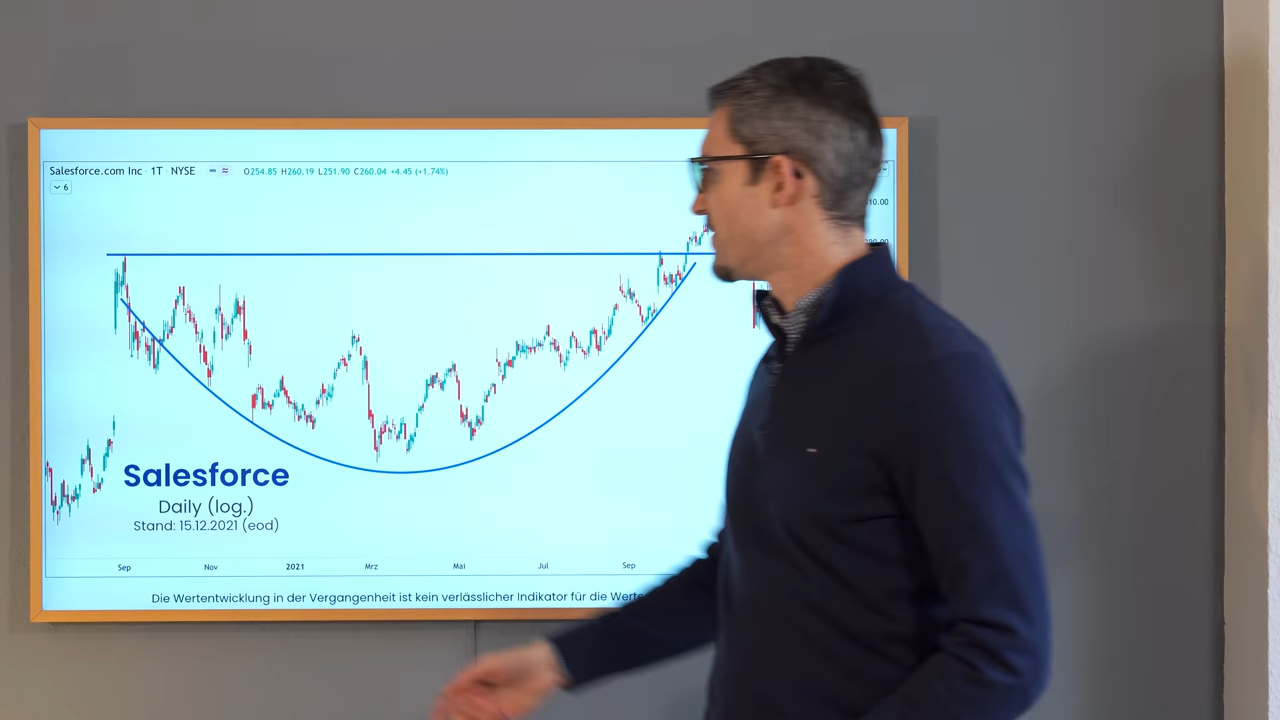 Salesforce.com Inc · 1T · NYSE O254.85 H260.19 L251.90 C260.04 +4.45 (+1.74%)
6
10.00
Salesforce
Daily (log.)
Stand: 15.12.2021 (eod)
Sep Nov 2021 Mrz Mai Jul Sep
Die Wertentwicklung in der Vergangenheit ist kein verlässlicher Indikator für die Werte